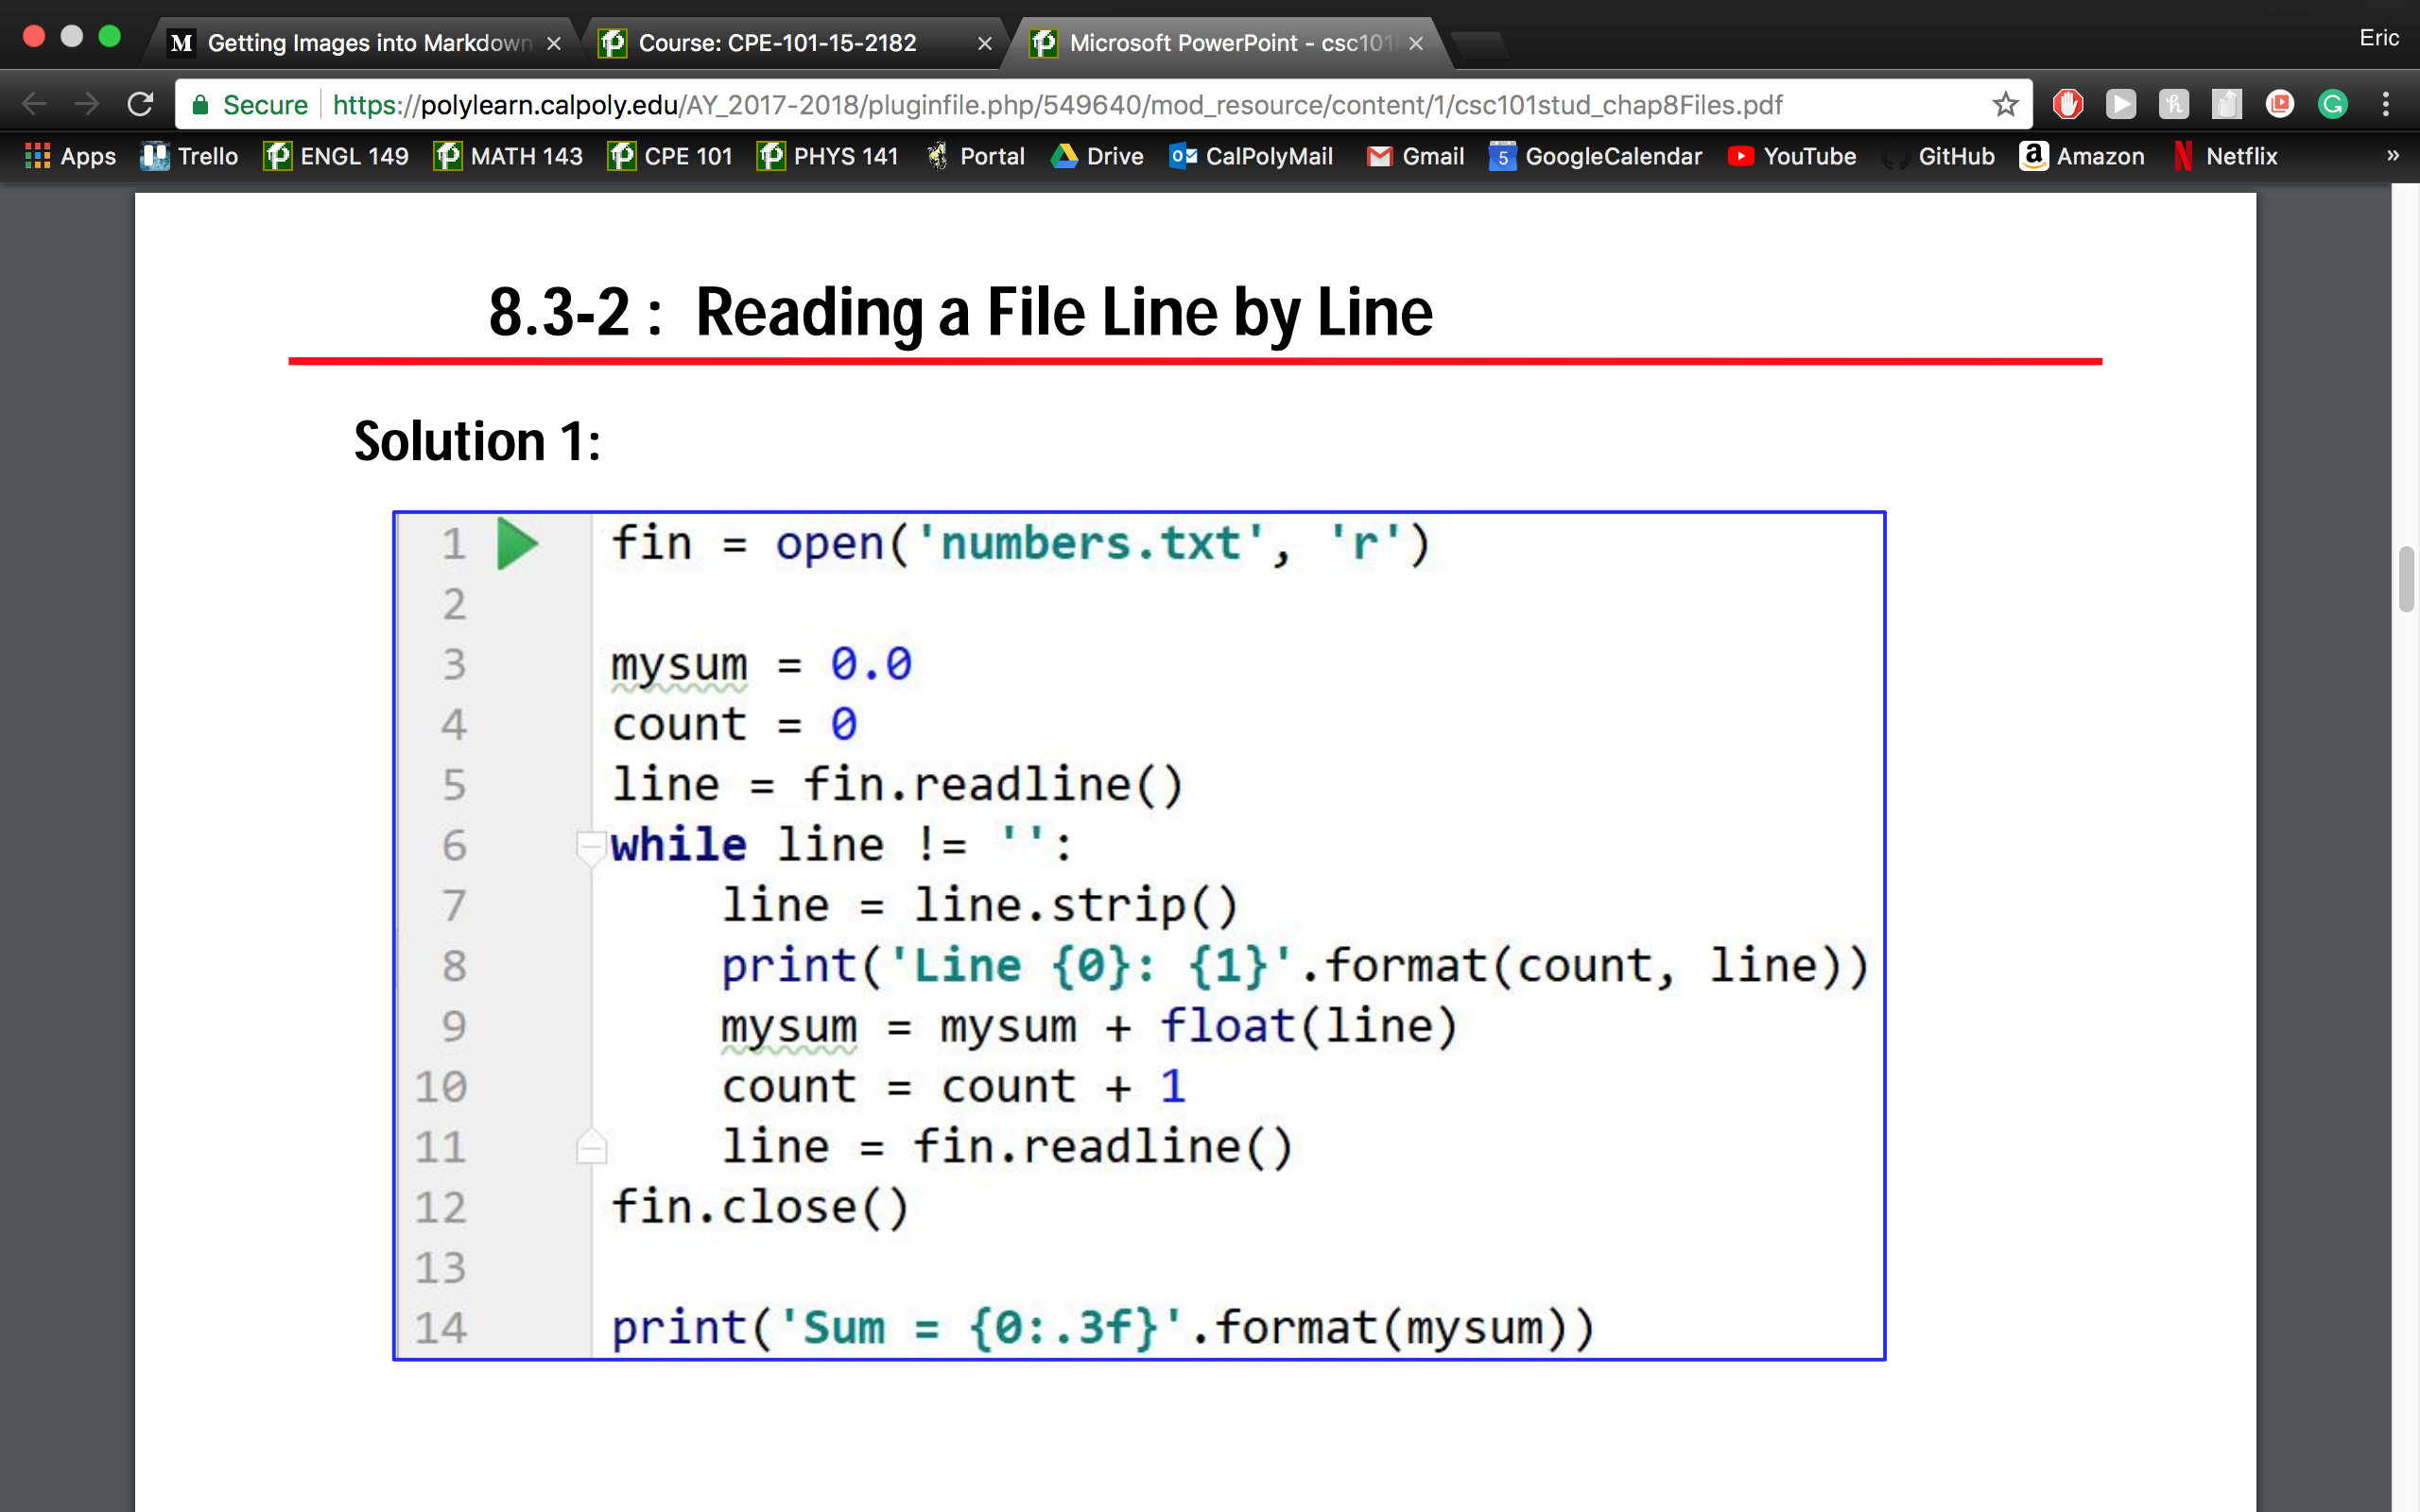 Getting Images into Markdown
Course: CPE-101-15-2182
Microsoft PowerPoint - csc101
Eric
Secure https://polylearn.calpoly.edu/AY_2017-2018/pluginfile.php/549640/mod_resource/content/1/csc101stud_chap8Files.pdf
Apps Trello ENGL 149 MATH 143 CPE 101 PHYS 141 Portal Drive CalPolyMail Gmail 5 GoogleCalendar YouTube GitHub Amazon Netflix »
8.3-2 : Reading a File Line by Line
Solution 1:
1 fin = open('numbers.txt', 'r')
2
3 mysum = 0.0
4 count = 0
5 line = fin.readline()
6 while line != '':
7 line = line.strip()
8 print('Line {0}: {1}'.format(count, line))
9 mysum = mysum + float(line)
10 count = count + 1
11 line = fin.readline()
12 fin.close()
13
14 print('Sum = {0:.3f}'.format(mysum))